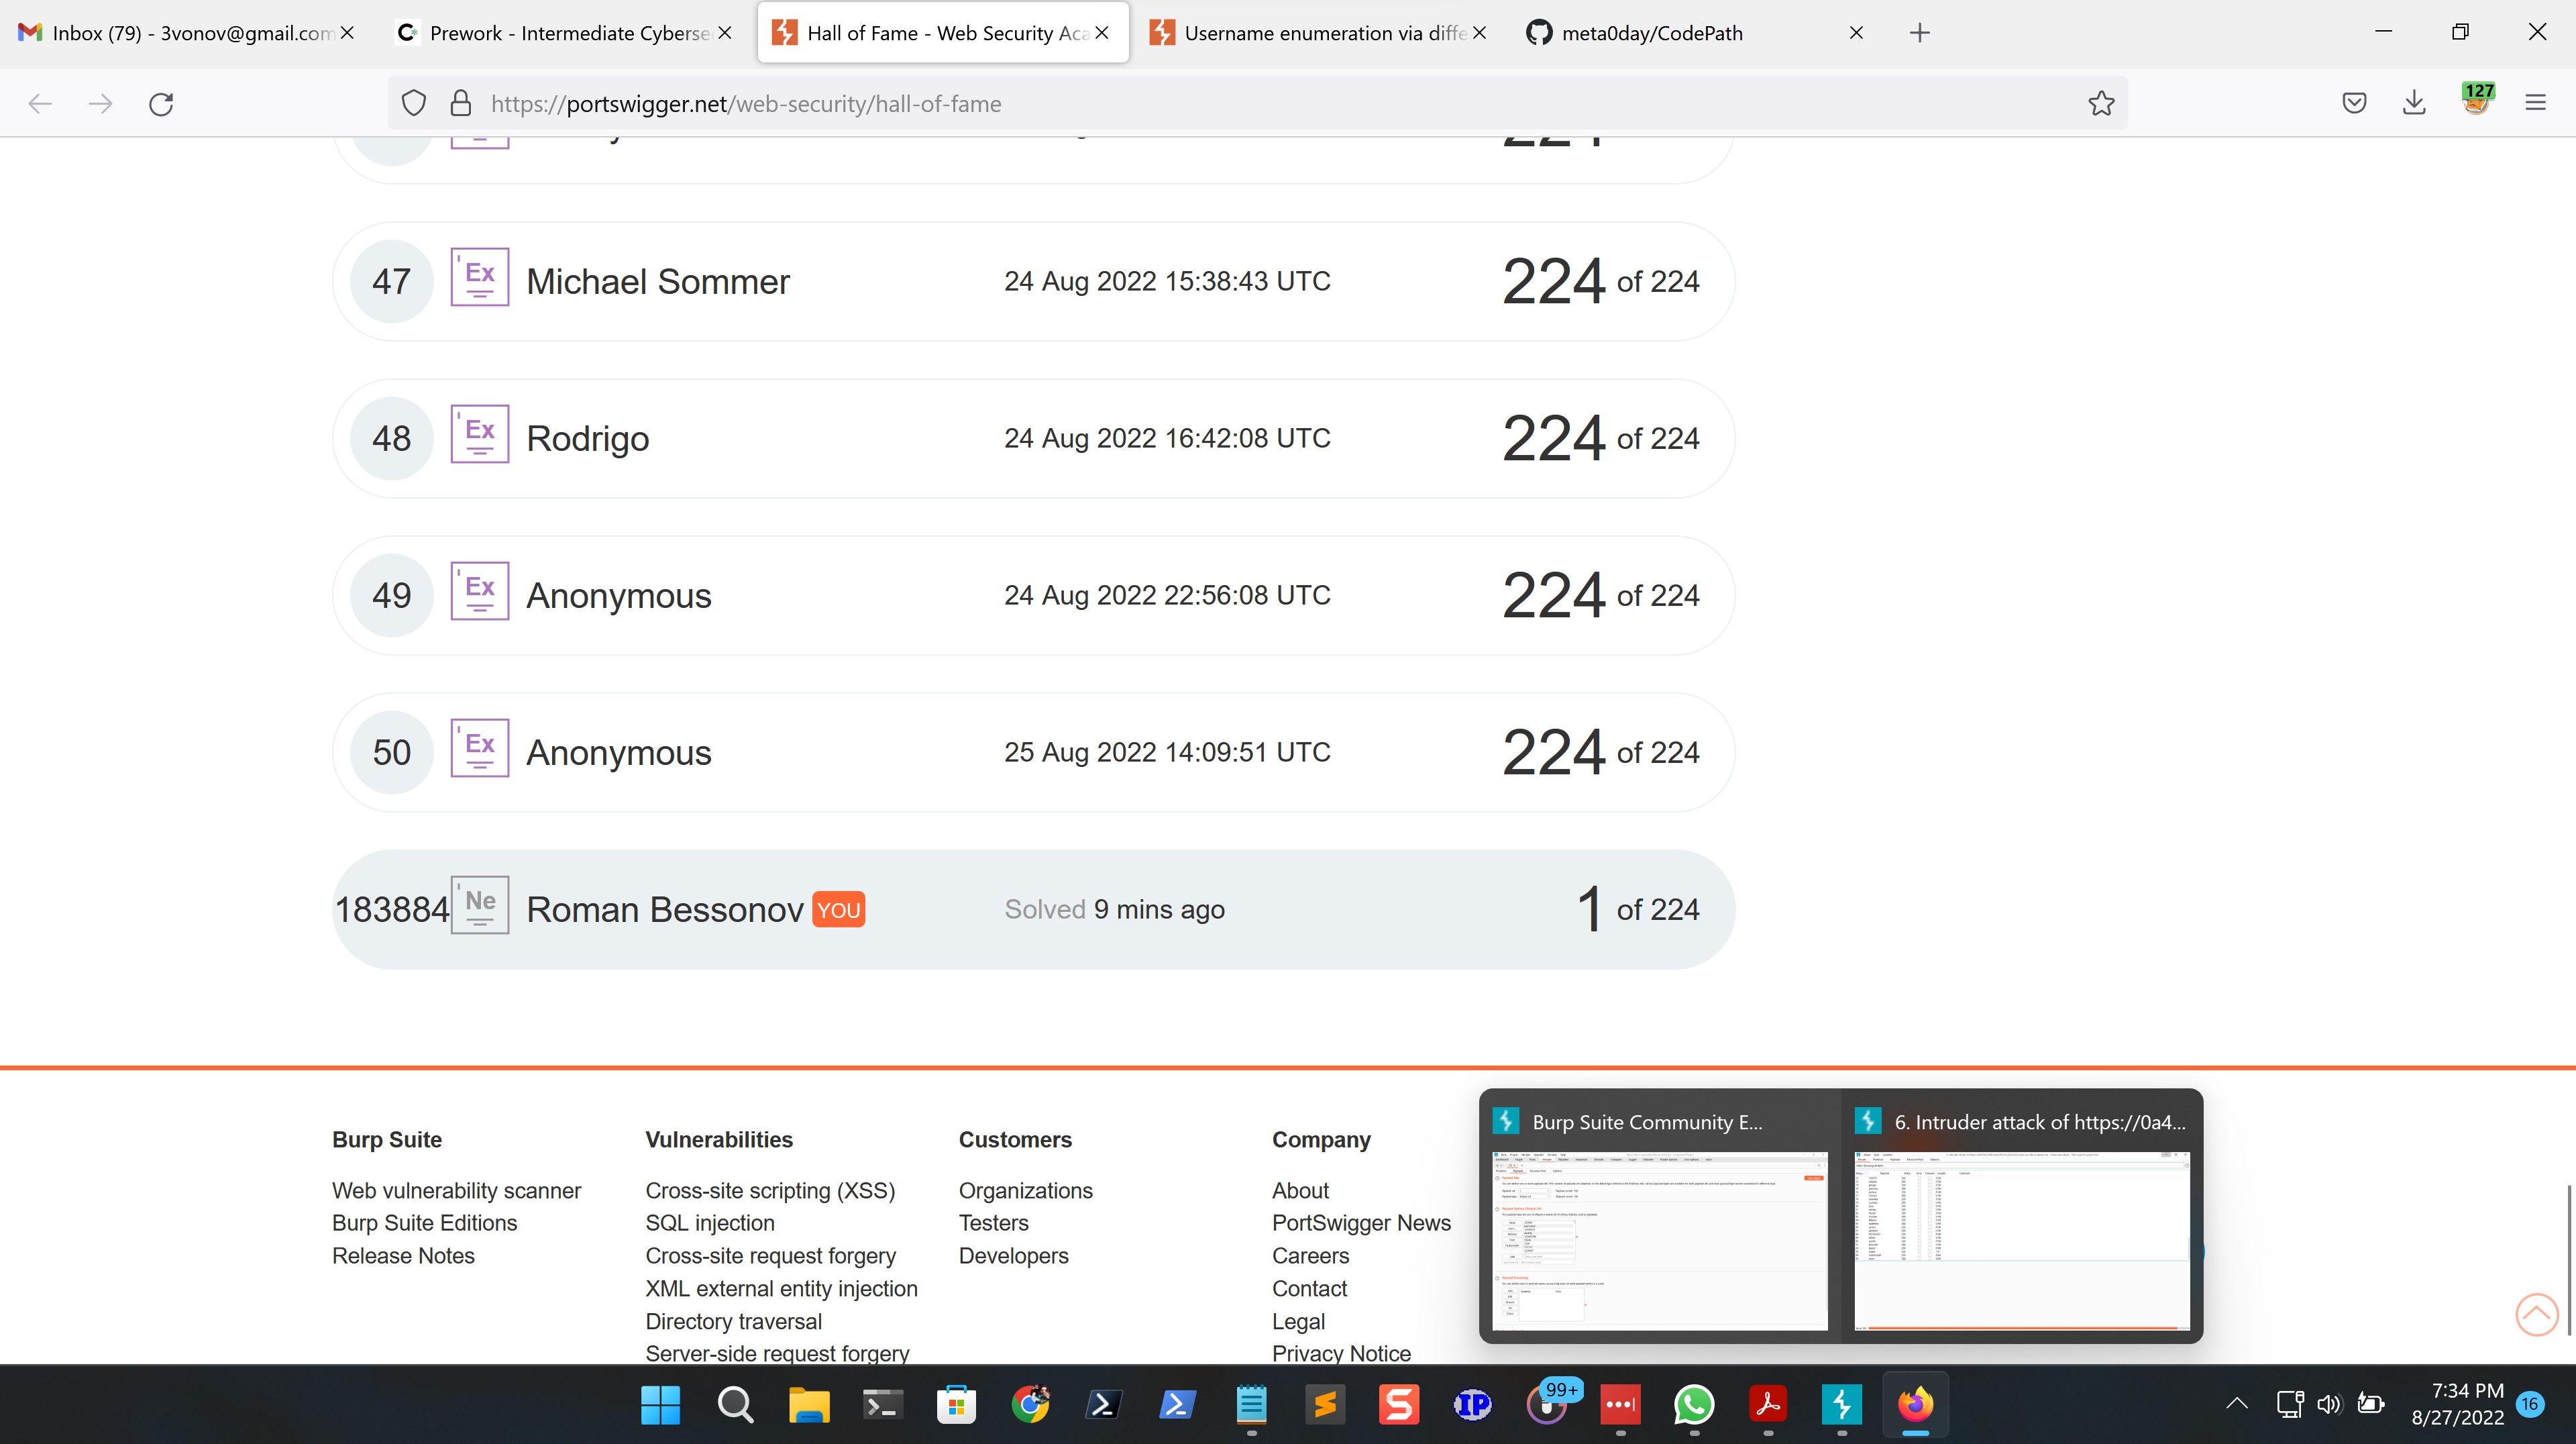 Inbox (79) - 3vonov@gmail.com
Prework - Intermediate Cyberse
Hall of Fame - Web Security Aca
Username enumeration via diffe
meta0day/CodePath
https://portswigger.net/web-security/hall-of-fame
127
47 'Ex Michael Sommer 24 Aug 2022 15:38:43 UTC 224 of 224
48 'Ex Rodrigo 24 Aug 2022 16:42:08 UTC 224 of 224
49 'Ex Anonymous 24 Aug 2022 22:56:08 UTC 224 of 224
50 'Ex Anonymous 25 Aug 2022 14:09:51 UTC 224 of 224
183884 'Ne Roman Bessonov YOU Solved 9 mins ago 1 of 224
Burp Suite
Web vulnerability scanner
Burp Suite Editions
Release Notes
Vulnerabilities
Cross-site scripting (XSS)
SQL injection
Cross-site request forgery
XML external entity injection
Directory traversal
Server-side request forgery
Customers
Organizations
Testers
Developers
Company
About
PortSwigger News
Careers
Contact
Legal
Privacy Notice
Burp Suite Community E...
6. Intruder attack of https://0a4...
IP
99+
7:34 PM
8/27/2022
16